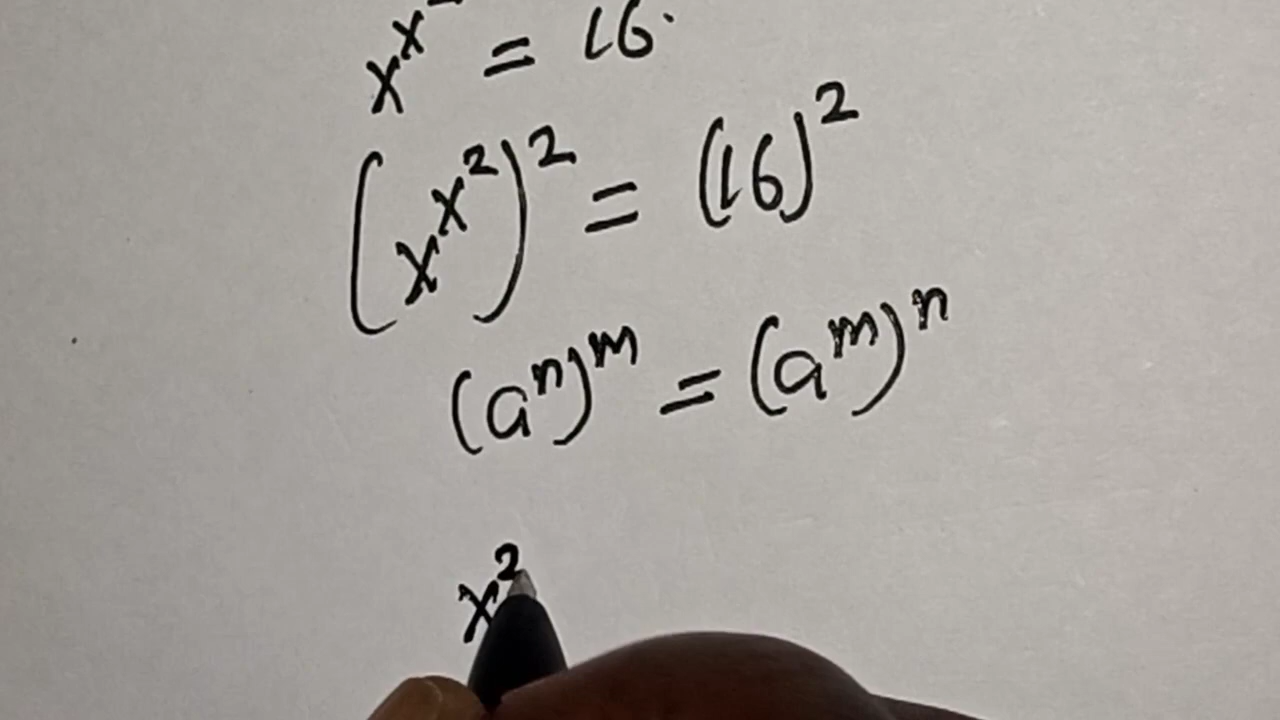 x^{x^2} = 16.
(x^{x^2})^2 = (16)^2
(a^n)^m = (a^m)^n
x^2